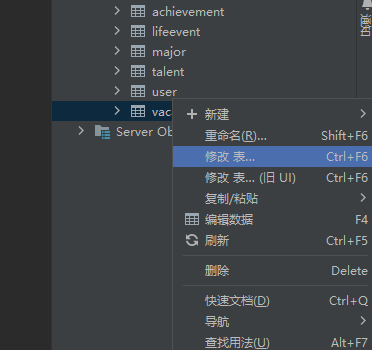 achievement
lifeevent
major
talent
user
vac
Server Ob
新建
重命名(R)... Shift+F6
修改 表... Ctrl+F6
修改 表... (旧 UI) Ctrl+F6
复制/粘贴
编辑数据 F4
刷新 Ctrl+F5
删除 Delete
快速文档(D) Ctrl+Q
导航
查找用法(U) Alt+F7
通知